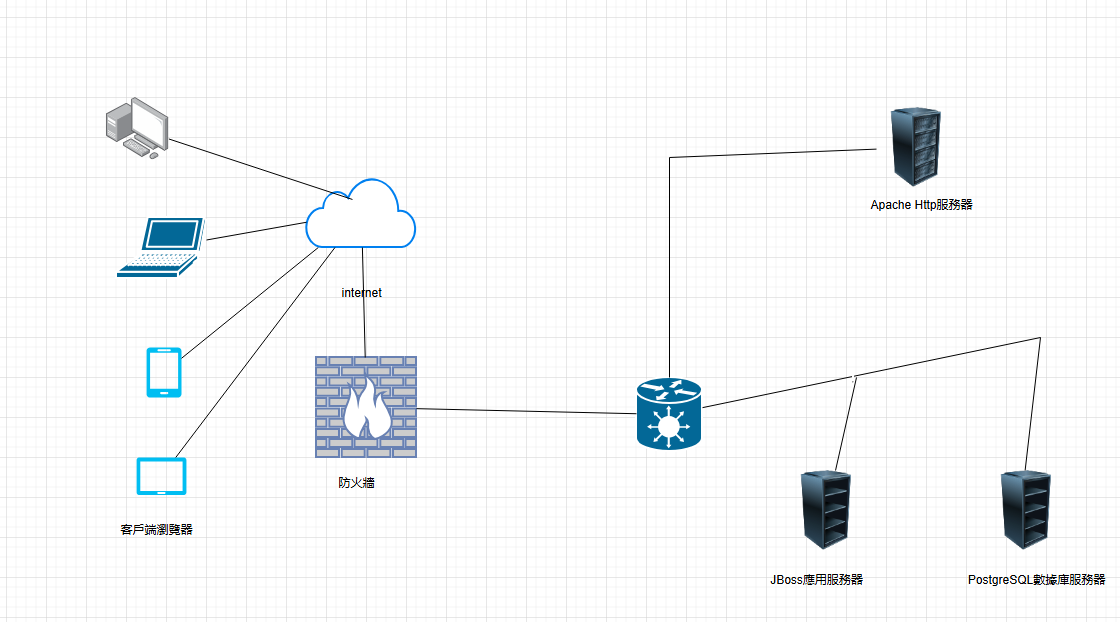 Apache Http服務器
internet
防火牆
客戶端瀏覽器
JBoss應用服務器
PostgreSQL數據庫服務器